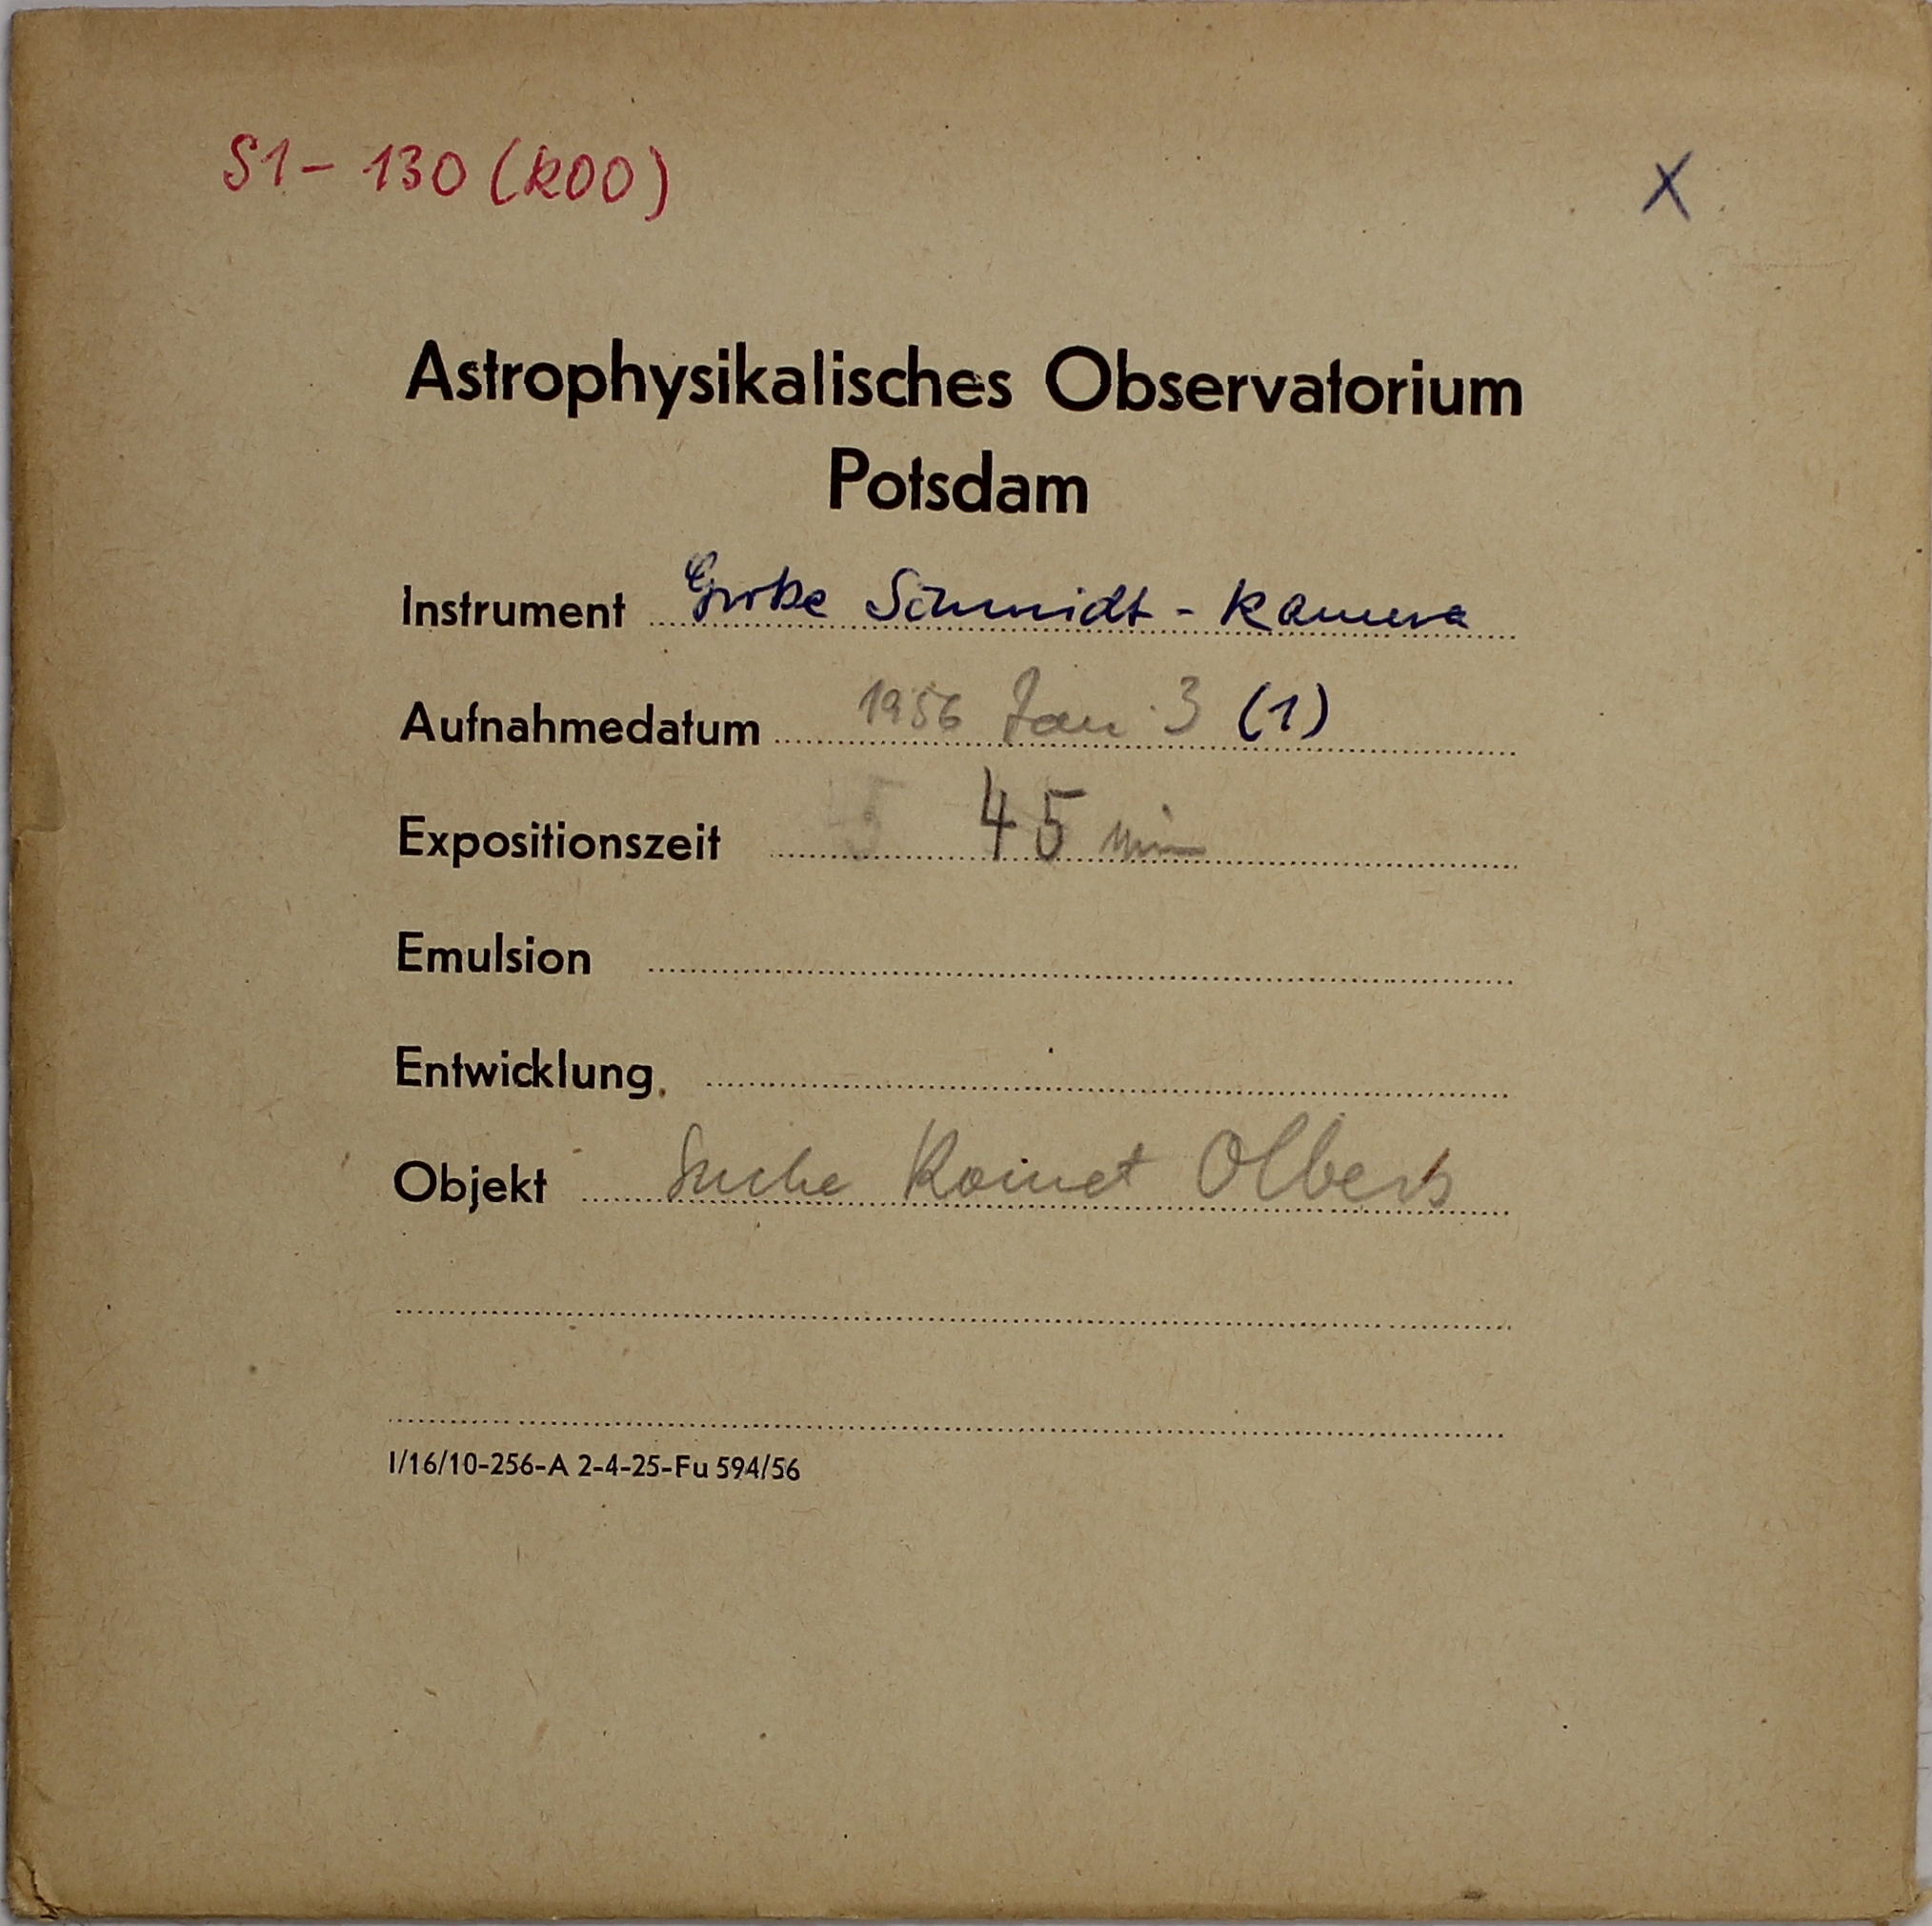 S1- 130 (R00)
X
Astrophysikalisches Observatorium
Potsdam
Instrument Große Schmidt-Kamera
Aufnahmedatum 1956 Jan. 3 (1)
Expositionszeit 45 min
Emulsion
Entwicklung
Objekt Suche Komet Olbers
I/16/10-256-A 2-4-25-Fu 594/56